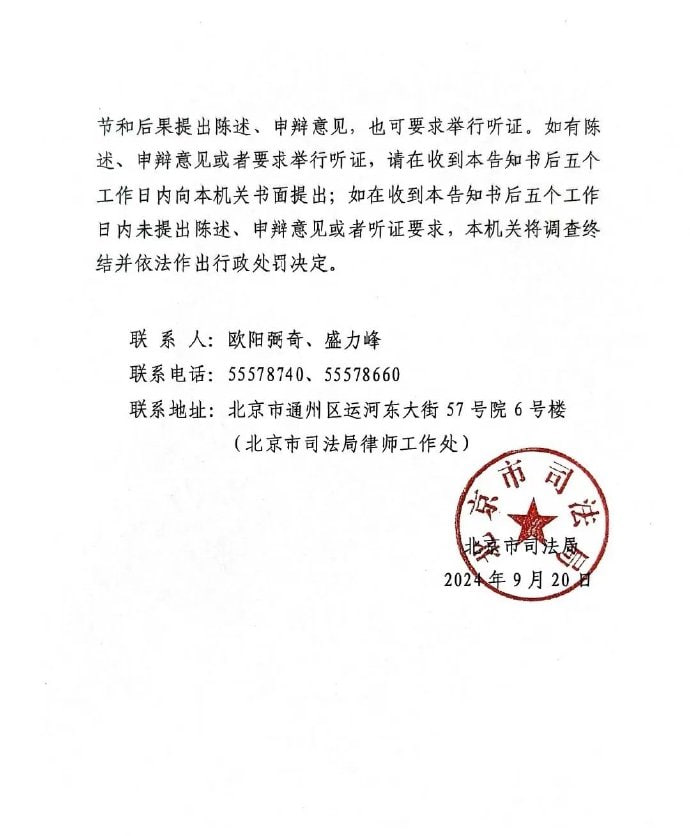 节和后果提出陈述、申辩意见，也可要求举行听证。如有陈
述、申辩意见或者要求举行听证，请在收到本告知书后五个
工作日内向本机关书面提出；如在收到本告知书后五个工作
日内未提出陈述、申辩意见或者听证要求，本机关将调查终
结并依法作出行政处罚决定。
联 系 人：欧阳弼奇、盛力峰
联系电话：55578740、55578660
联系地址：北京市通州区运河东大街 57 号院 6 号楼
（北京市司法局律师工作处）
北京市司法局
北京市司法局
2024 年 9 月 20 日